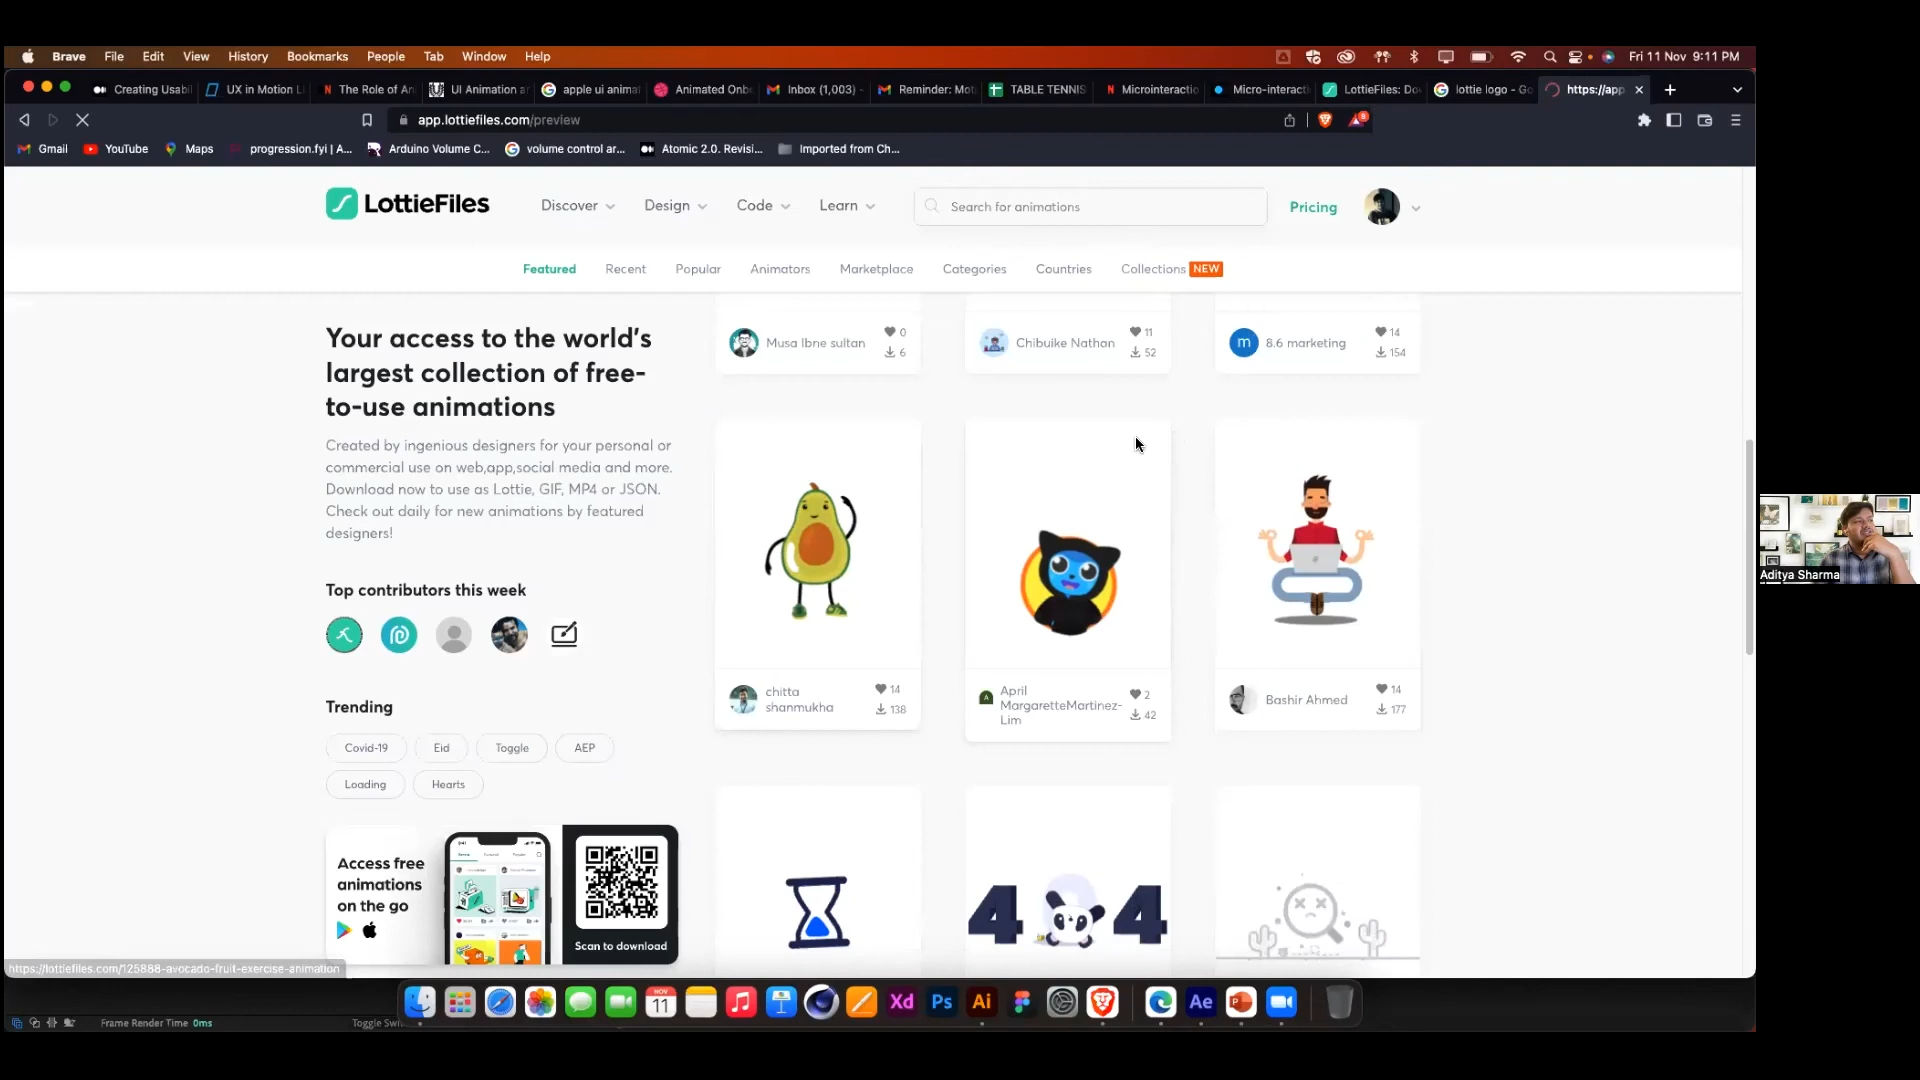 Brave File Edit View History Bookmarks People Tab Window Help
Fri 11 Nov 9:11 PM
Creating Usabi
UX in Motion L
The Role of An
UI Animation ar
apple ui animat
Animated Onb
Inbox (1,003)
Reminder: Mot
TABLE TENNIS
Microinteractio
Micro-interacti
LottieFiles: Do
lottie logo - Go
https://app
app.lottiefiles.com/preview
Gmail YouTube Maps progression.fyi | A... Arduino Volume C... volume control ar... Atomic 2.0. Revisi... Imported from Ch...
LottieFiles
Discover Design Code Learn
Search for animations
Pricing
Featured Recent Popular Animators Marketplace Categories Countries Collections NEW
Your access to the world's
largest collection of free-
to-use animations
Created by ingenious designers for your personal or
commercial use on web,app,social media and more.
Download now to use as Lottie, GIF, MP4 or JSON.
Check out daily for new animations by featured
designers!
Top contributors this week
Trending
Covid-19 Eid Toggle AEP
Loading Hearts
Access free
animations
on the go
Scan to download
Musa Ibne sultan
0
6
Chibuike Nathan
11
52
m
8.6 marketing
14
154
chitta
shanmukha
14
138
A
April
MargaretteMartinez-
Lim
2
42
Bashir Ahmed
14
177
4 4
Aditya Sharma
https://lottiefiles.com/125888-avocado-fruit-exercise-animation
NOV
11
Xd Ps Ai Ae P
Frame Render Time 0ms
Toggle Swi